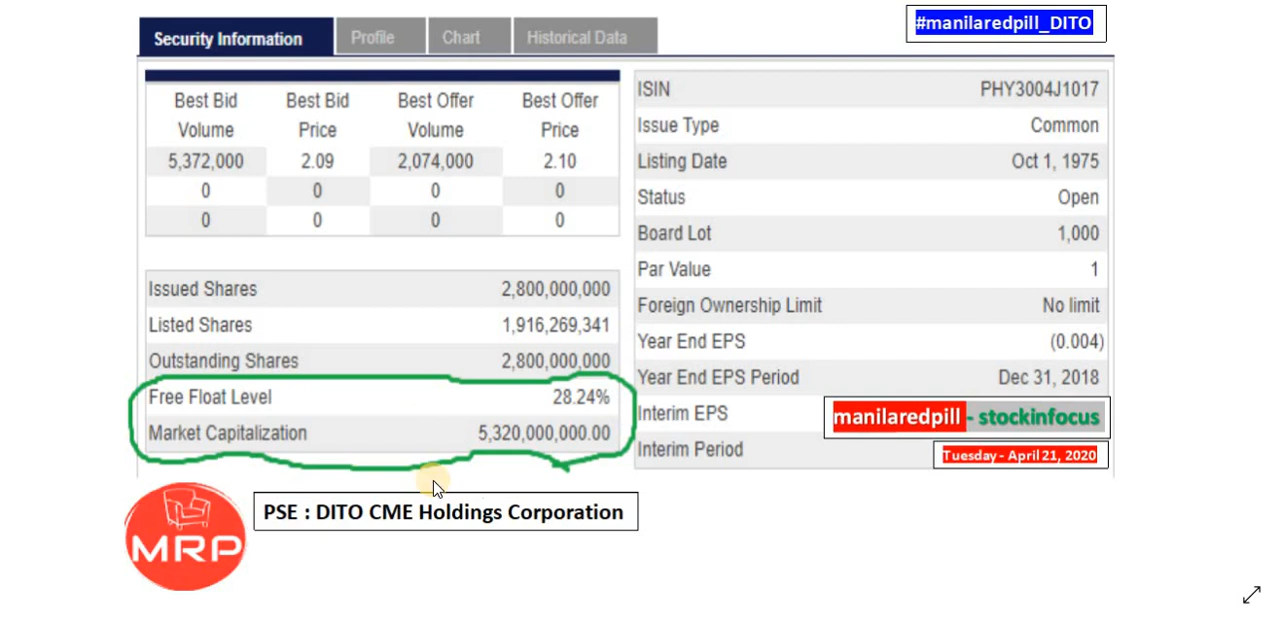 #manilaredpill_DITO
Security Information Profile Chart Historical Data
Best Bid Volume Best Bid Price Best Offer Volume Best Offer Price
5,372,000 2.09 2,074,000 2.10
0 0 0 0
0 0 0 0
Issued Shares 2,800,000,000
Listed Shares 1,916,269,341
Outstanding Shares 2,800,000,000
Free Float Level 28.24%
Market Capitalization 5,320,000,000.00
ISIN PHY3004J1017
Issue Type Common
Listing Date Oct 1, 1975
Status Open
Board Lot 1,000
Par Value 1
Foreign Ownership Limit No limit
Year End EPS (0.004)
Year End EPS Period Dec 31, 2018
Interim EPS
Interim Period
manilaredpill - stockinfocus
Tuesday - April 21, 2020
MRP
PSE : DITO CME Holdings Corporation